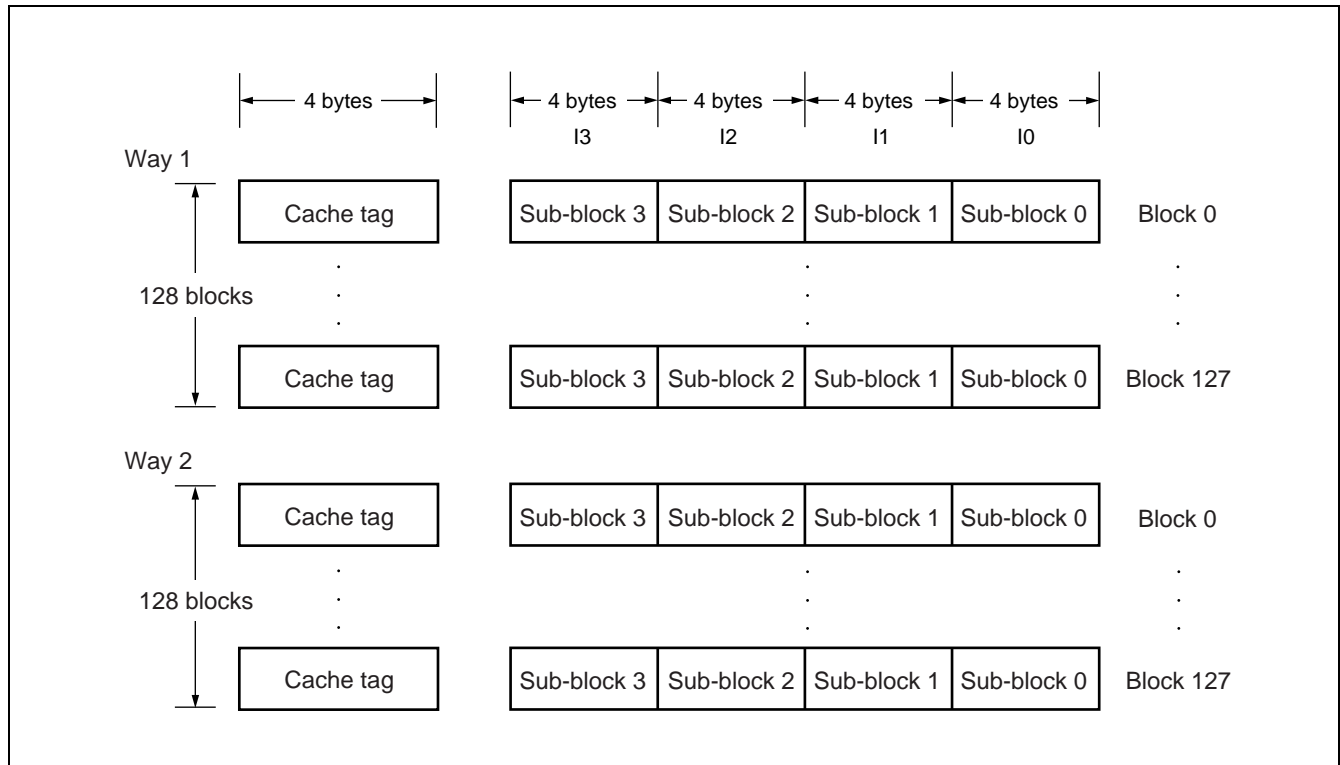 4 bytes 4 bytes 4 bytes 4 bytes 4 bytes
I3 I2 I1 I0
Way 1
Cache tag Sub-block 3 Sub-block 2 Sub-block 1 Sub-block 0 Block 0
128 blocks
Cache tag Sub-block 3 Sub-block 2 Sub-block 1 Sub-block 0 Block 127
Way 2
Cache tag Sub-block 3 Sub-block 2 Sub-block 1 Sub-block 0 Block 0
128 blocks
Cache tag Sub-block 3 Sub-block 2 Sub-block 1 Sub-block 0 Block 127